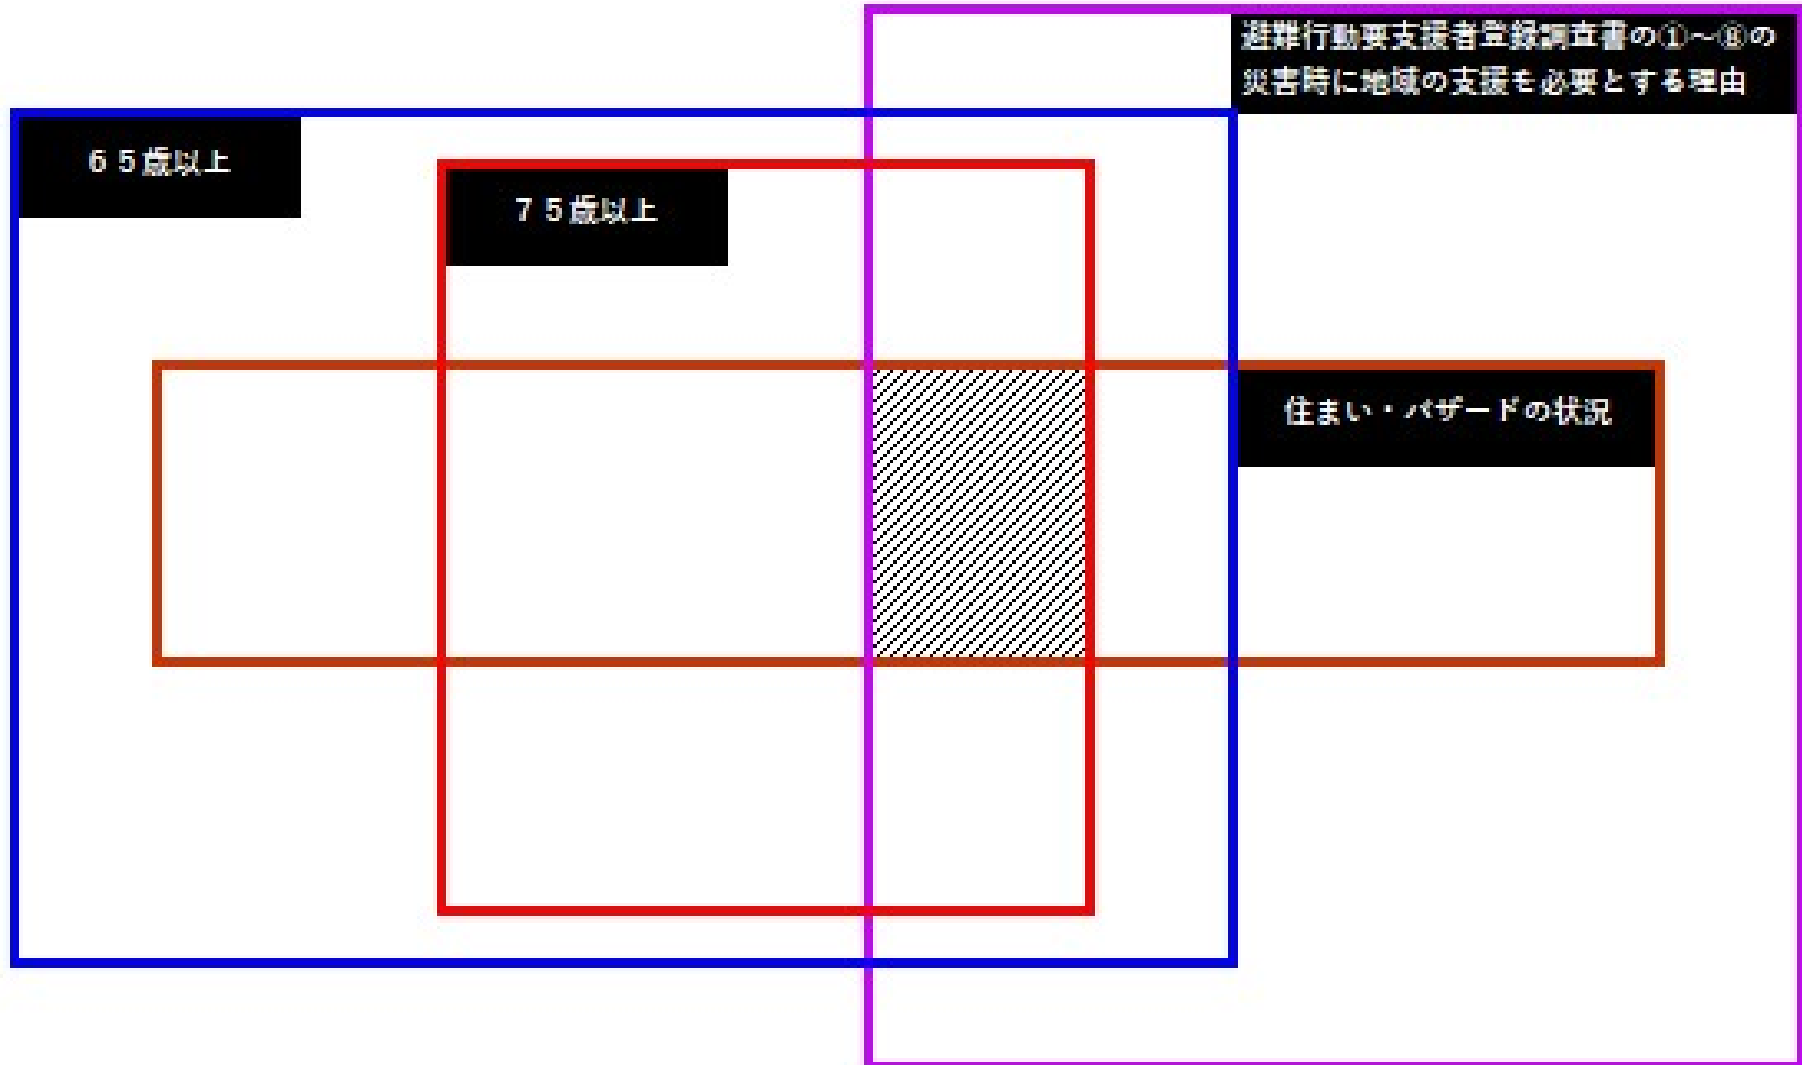 避難行動要支援者登録調査書の①～⑧の
災害時に地域の支援を必要とする理由
６５歳以上
７５歳以上
住まい・ハザードの状況